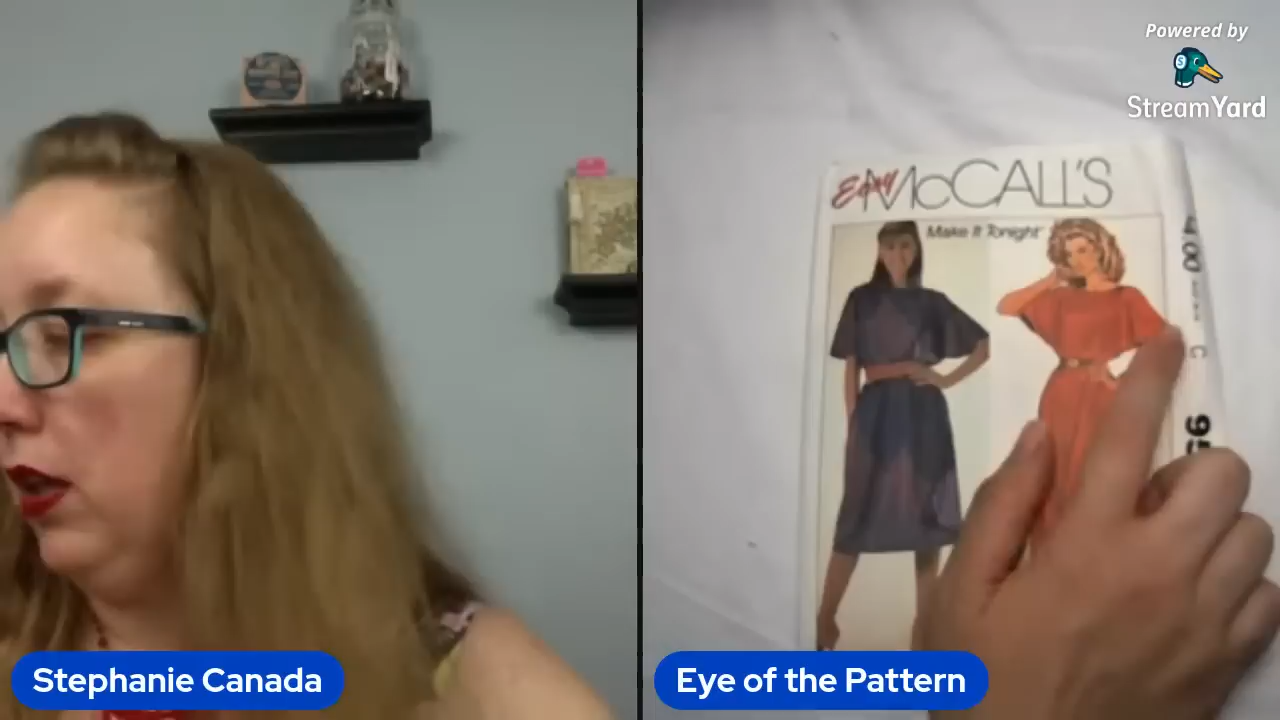 Powered by
StreamYard
Easy McCALL'S
Make It Tonight
Stephanie Canada
Eye of the Pattern